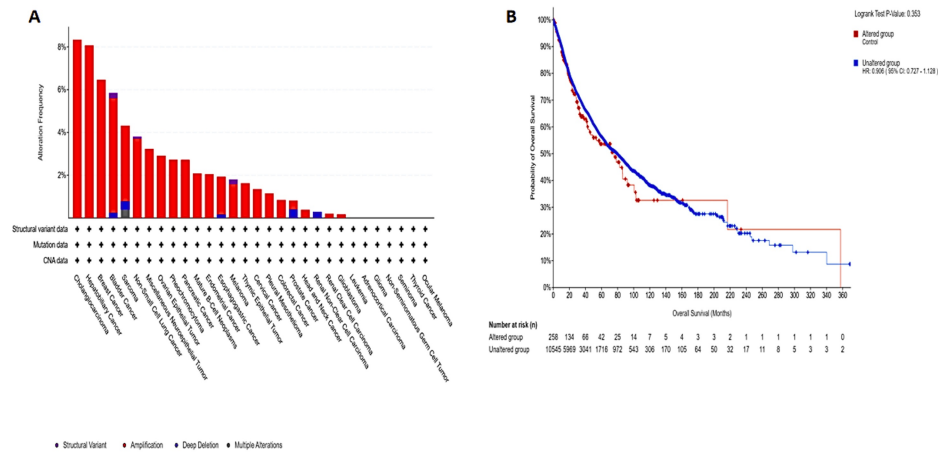 A
Alteration Frequency
8%
6%
4%
2%
Structural variant data
Mutation data
CNA data
Cholangiocarcinoma
Hepatobiliary Cancer
Breast Cancer
Bladder Cancer
Sarcoma
Non-Small Cell Lung Cancer
Miscellaneous Neuroepithelial Tumor
Ovarian Epithelial Tumor
Pheochromocytoma
Pancreatic Cancer
Mature B-Cell Neoplasms
Endometrial Cancer
Esophagogastric Cancer
Melanoma
Thymic Epithelial Tumor
Cervical Cancer
Pleural Mesothelioma
Colorectal Cancer
Prostate Cancer
Head and Neck Cancer
Renal Clear Cell Carcinoma
Renal Non-Clear Cell Carcinoma
Glioblastoma
Leukemia
Adrenocortical Carcinoma
Glioma
Non-Seminomatous Germ Cell Tumor
Seminoma
Thyroid Cancer
Ocular Melanoma
Structural Variant Amplification Deep Deletion Multiple Alterations
B
Logrank Test P-Value: 0.353
Altered group
Control
Unaltered group
HR: 0.906 ( 95% CI: 0.727 - 1.128 )
Probability of Overall Survival
100%
90%
80%
70%
60%
50%
40%
30%
20%
10%
0%
0 20 40 60 80 100 120 140 160 180 200 220 240 260 280 300 320 340 360
Overall Survival (Months)
Number at risk (n)
Altered group 258 134 66 42 25 14 7 5 4 3 3 2 1 1 1 1 1 1 0
Unaltered group 10545 5969 3041 1716 972 543 306 170 105 64 50 32 17 11 8 5 3 3 2